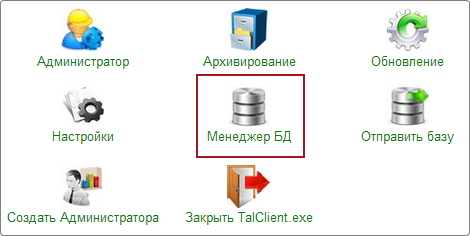 Администратор
Архивирование
Обновление
Настройки
Менеджер БД
Отправить базу
Создать Администратора
Закрыть TalClient.exe